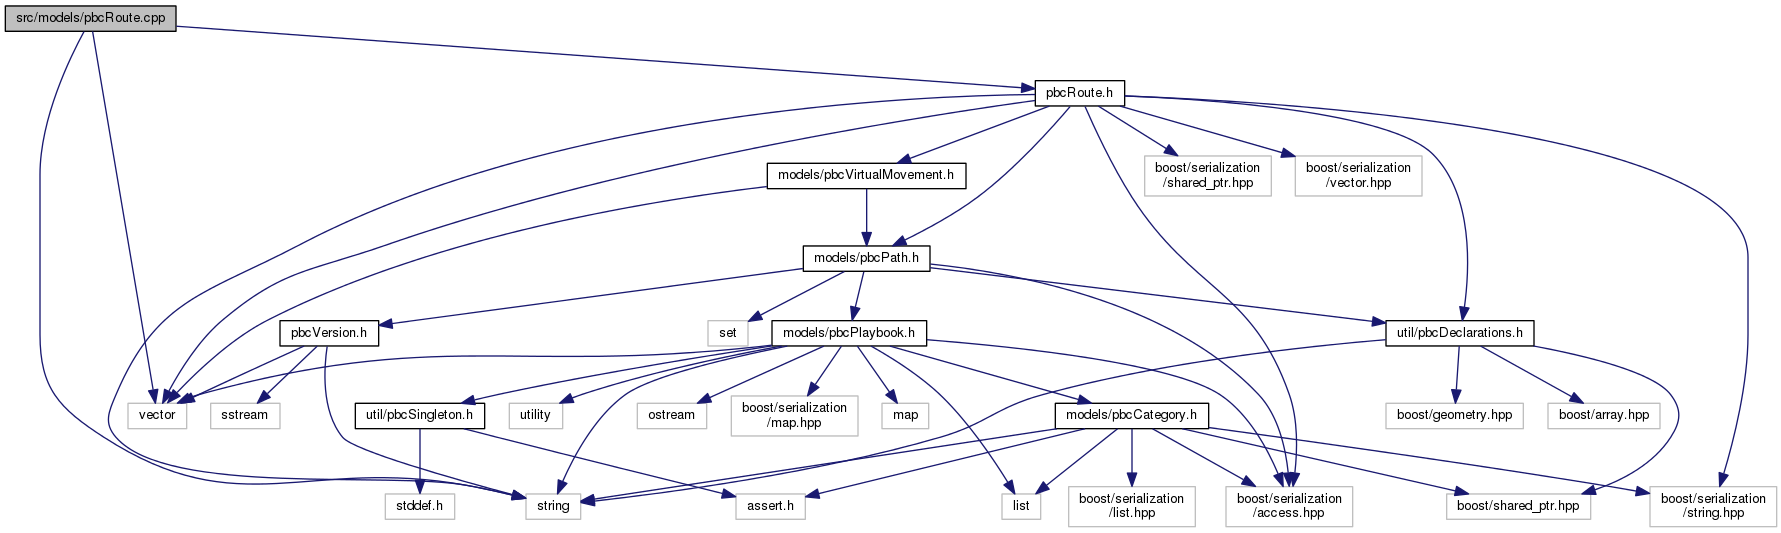 src/models/pbcRoute.cpp
pbcRoute.h
models/pbcVirtualMovement.h
boost/serialization
/shared_ptr.hpp
boost/serialization
/vector.hpp
models/pbcPath.h
pbcVersion.h
set
models/pbcPlaybook.h
util/pbcDeclarations.h
vector
sstream
util/pbcSingleton.h
utility
ostream
boost/serialization
/map.hpp
map
models/pbcCategory.h
boost/geometry.hpp
boost/array.hpp
stddef.h
string
assert.h
list
boost/serialization
/list.hpp
boost/serialization
/access.hpp
boost/shared_ptr.hpp
boost/serialization
/string.hpp